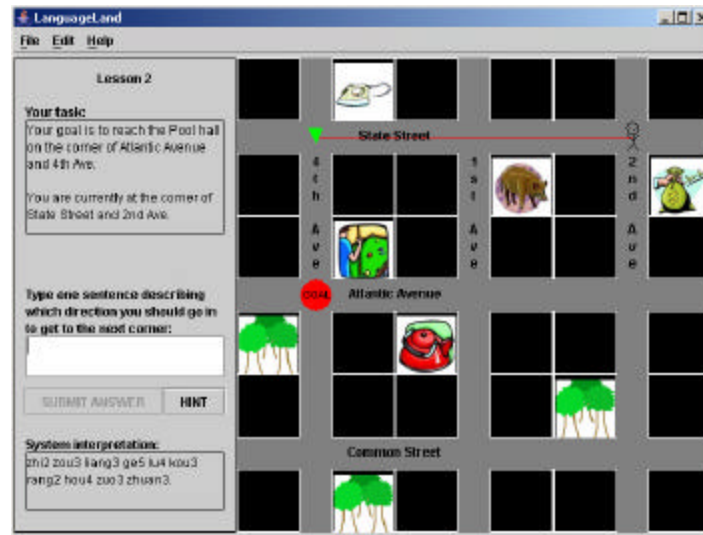 LanguageLand
File Edit Help
Lesson 2
Your task:
Your goal is to reach the Pool hall
on the corner of Atlantic Avenue
and 4th Ave.
You are currently at the corner of
State Street and 2nd Ave.
Type one sentence describing
which direction you should go in
to get to the next corner:
SUBMIT ANSWER HINT
System interpretation:
zhi2 zou3 liang3 ge5 lu4 kou3
rang2 hou4 zuo3 zhuan3.
State Street
4th Ave
1st Ave
2nd Ave
GOAL
Atlantic Avenue
Common Street